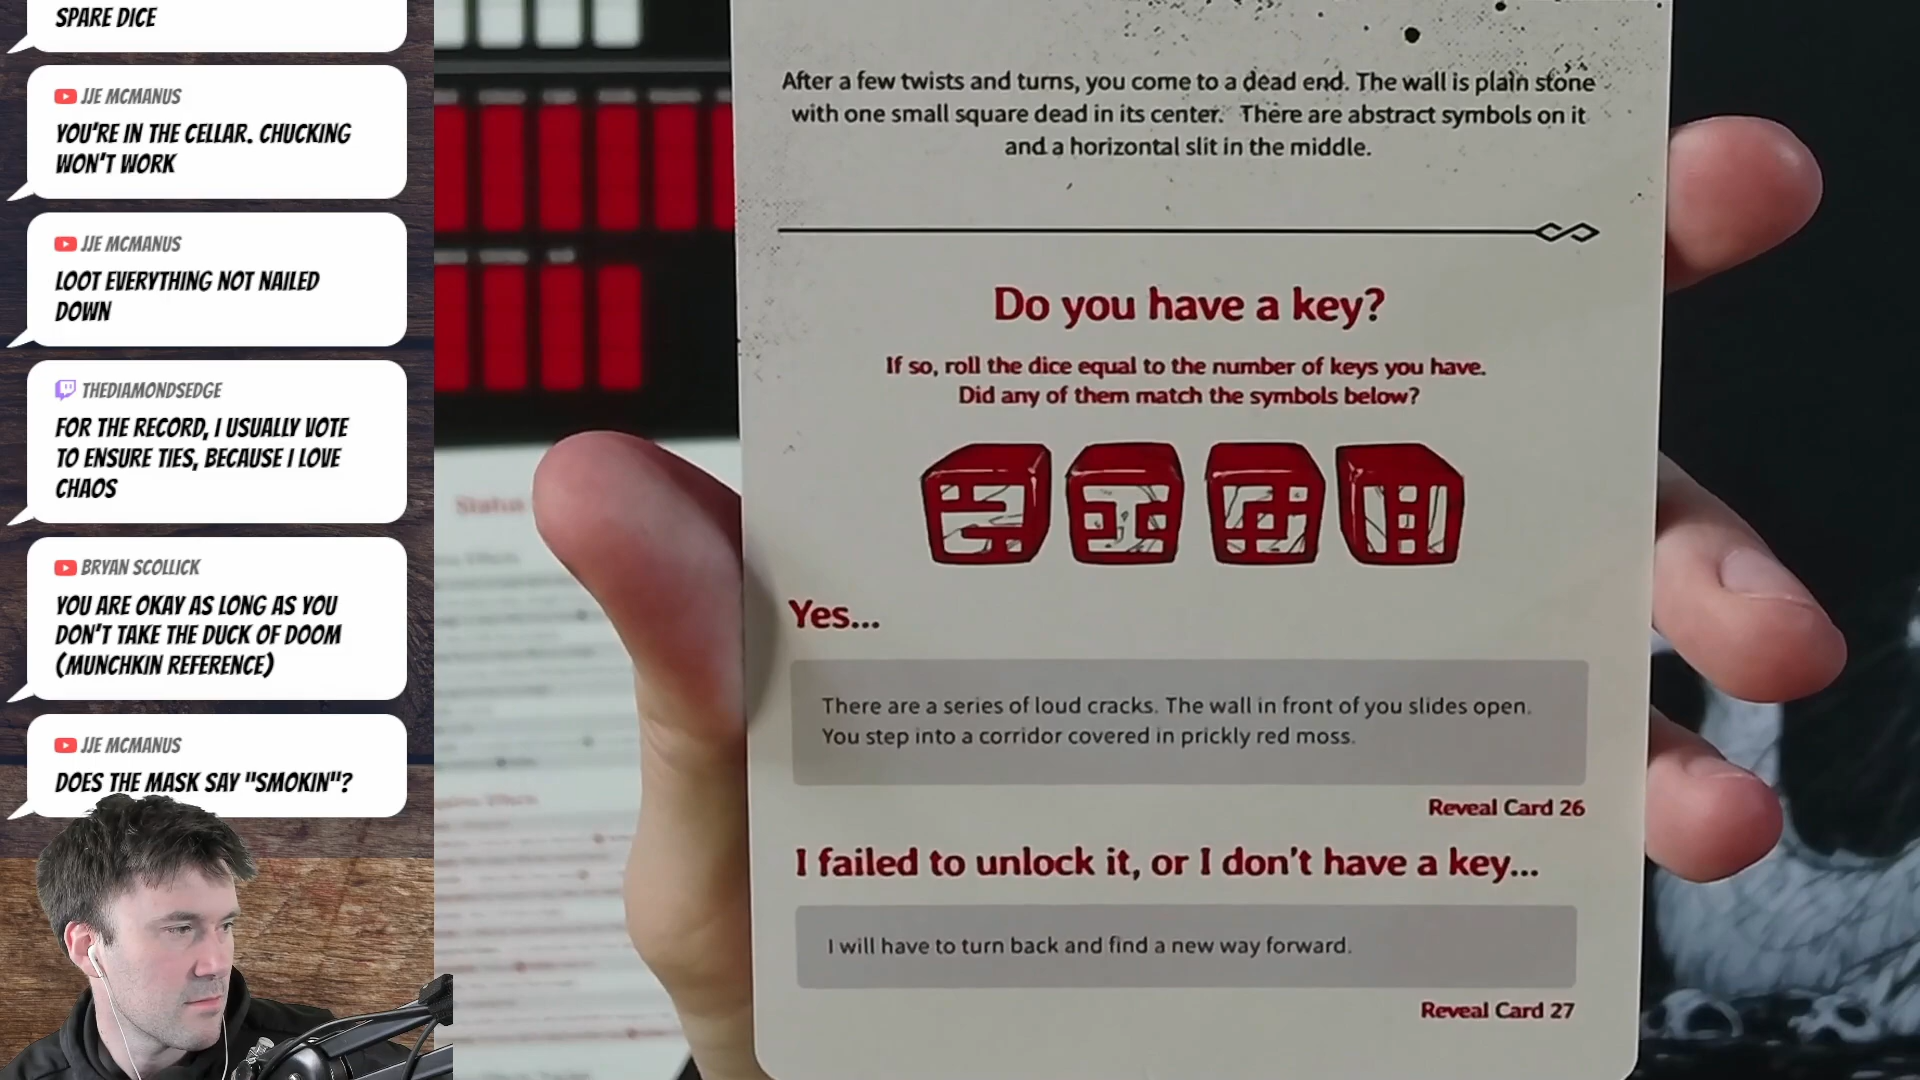 SPARE DICE
JJE MCMANUS
YOU'RE IN THE CELLAR. CHUCKING
WON'T WORK
JJE MCMANUS
LOOT EVERYTHING NOT NAILED
DOWN
THEDIAMONDSEDGE
FOR THE RECORD, I USUALLY VOTE
TO ENSURE TIES, BECAUSE I LOVE
CHAOS
BRYAN SCOLLICK
YOU ARE OKAY AS LONG AS YOU
DON'T TAKE THE DUCK OF DOOM
(MUNCHKIN REFERENCE)
JJE MCMANUS
DOES THE MASK SAY "SMOKIN"?
After a few twists and turns, you come to a dead end. The wall is plain stone
with one small square dead in its center. There are abstract symbols on it
and a horizontal slit in the middle.
Do you have a key?
If so, roll the dice equal to the number of keys you have.
Did any of them match the symbols below?
Yes...
There are a series of loud cracks. The wall in front of you slides open.
You step into a corridor covered in prickly red moss.
Reveal Card 26
I failed to unlock it, or I don't have a key...
I will have to turn back and find a new way forward.
Reveal Card 27
Status